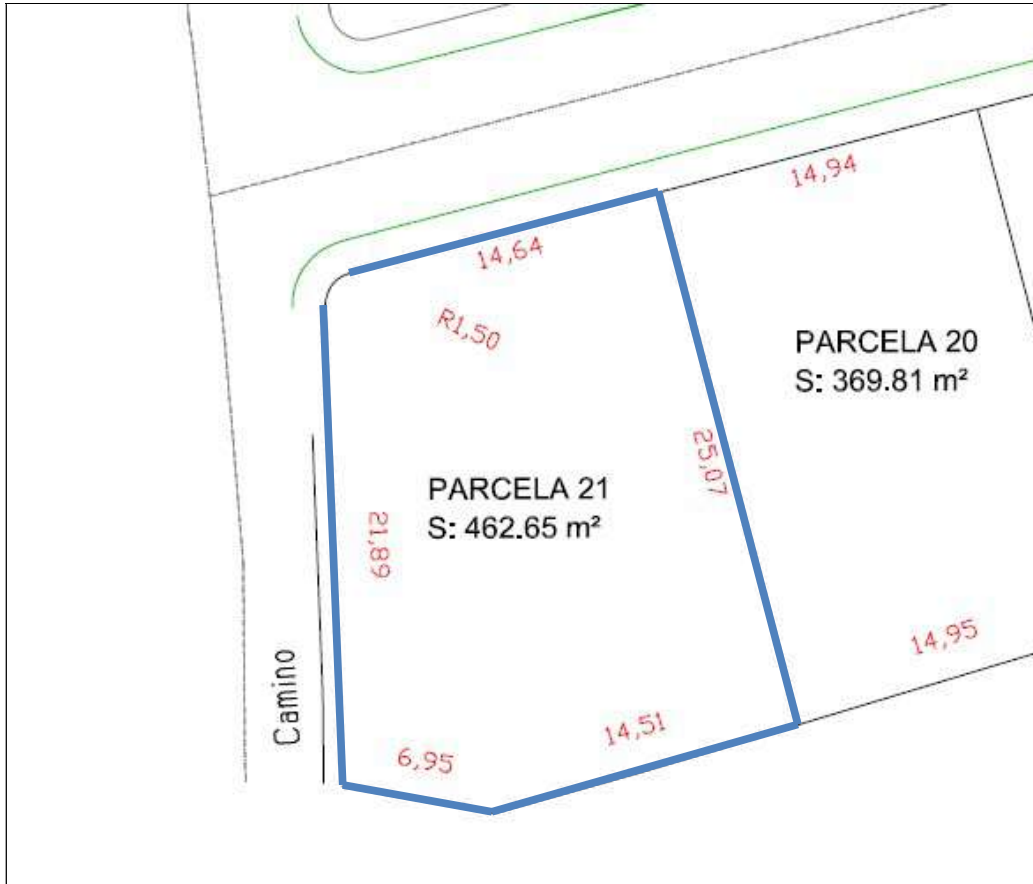 14,94
14,64
R1,50
PARCELA 20
S: 369.81 m²
25,07
PARCELA 21
S: 462.65 m²
21,89
14,95
Camino
14,51
6,95